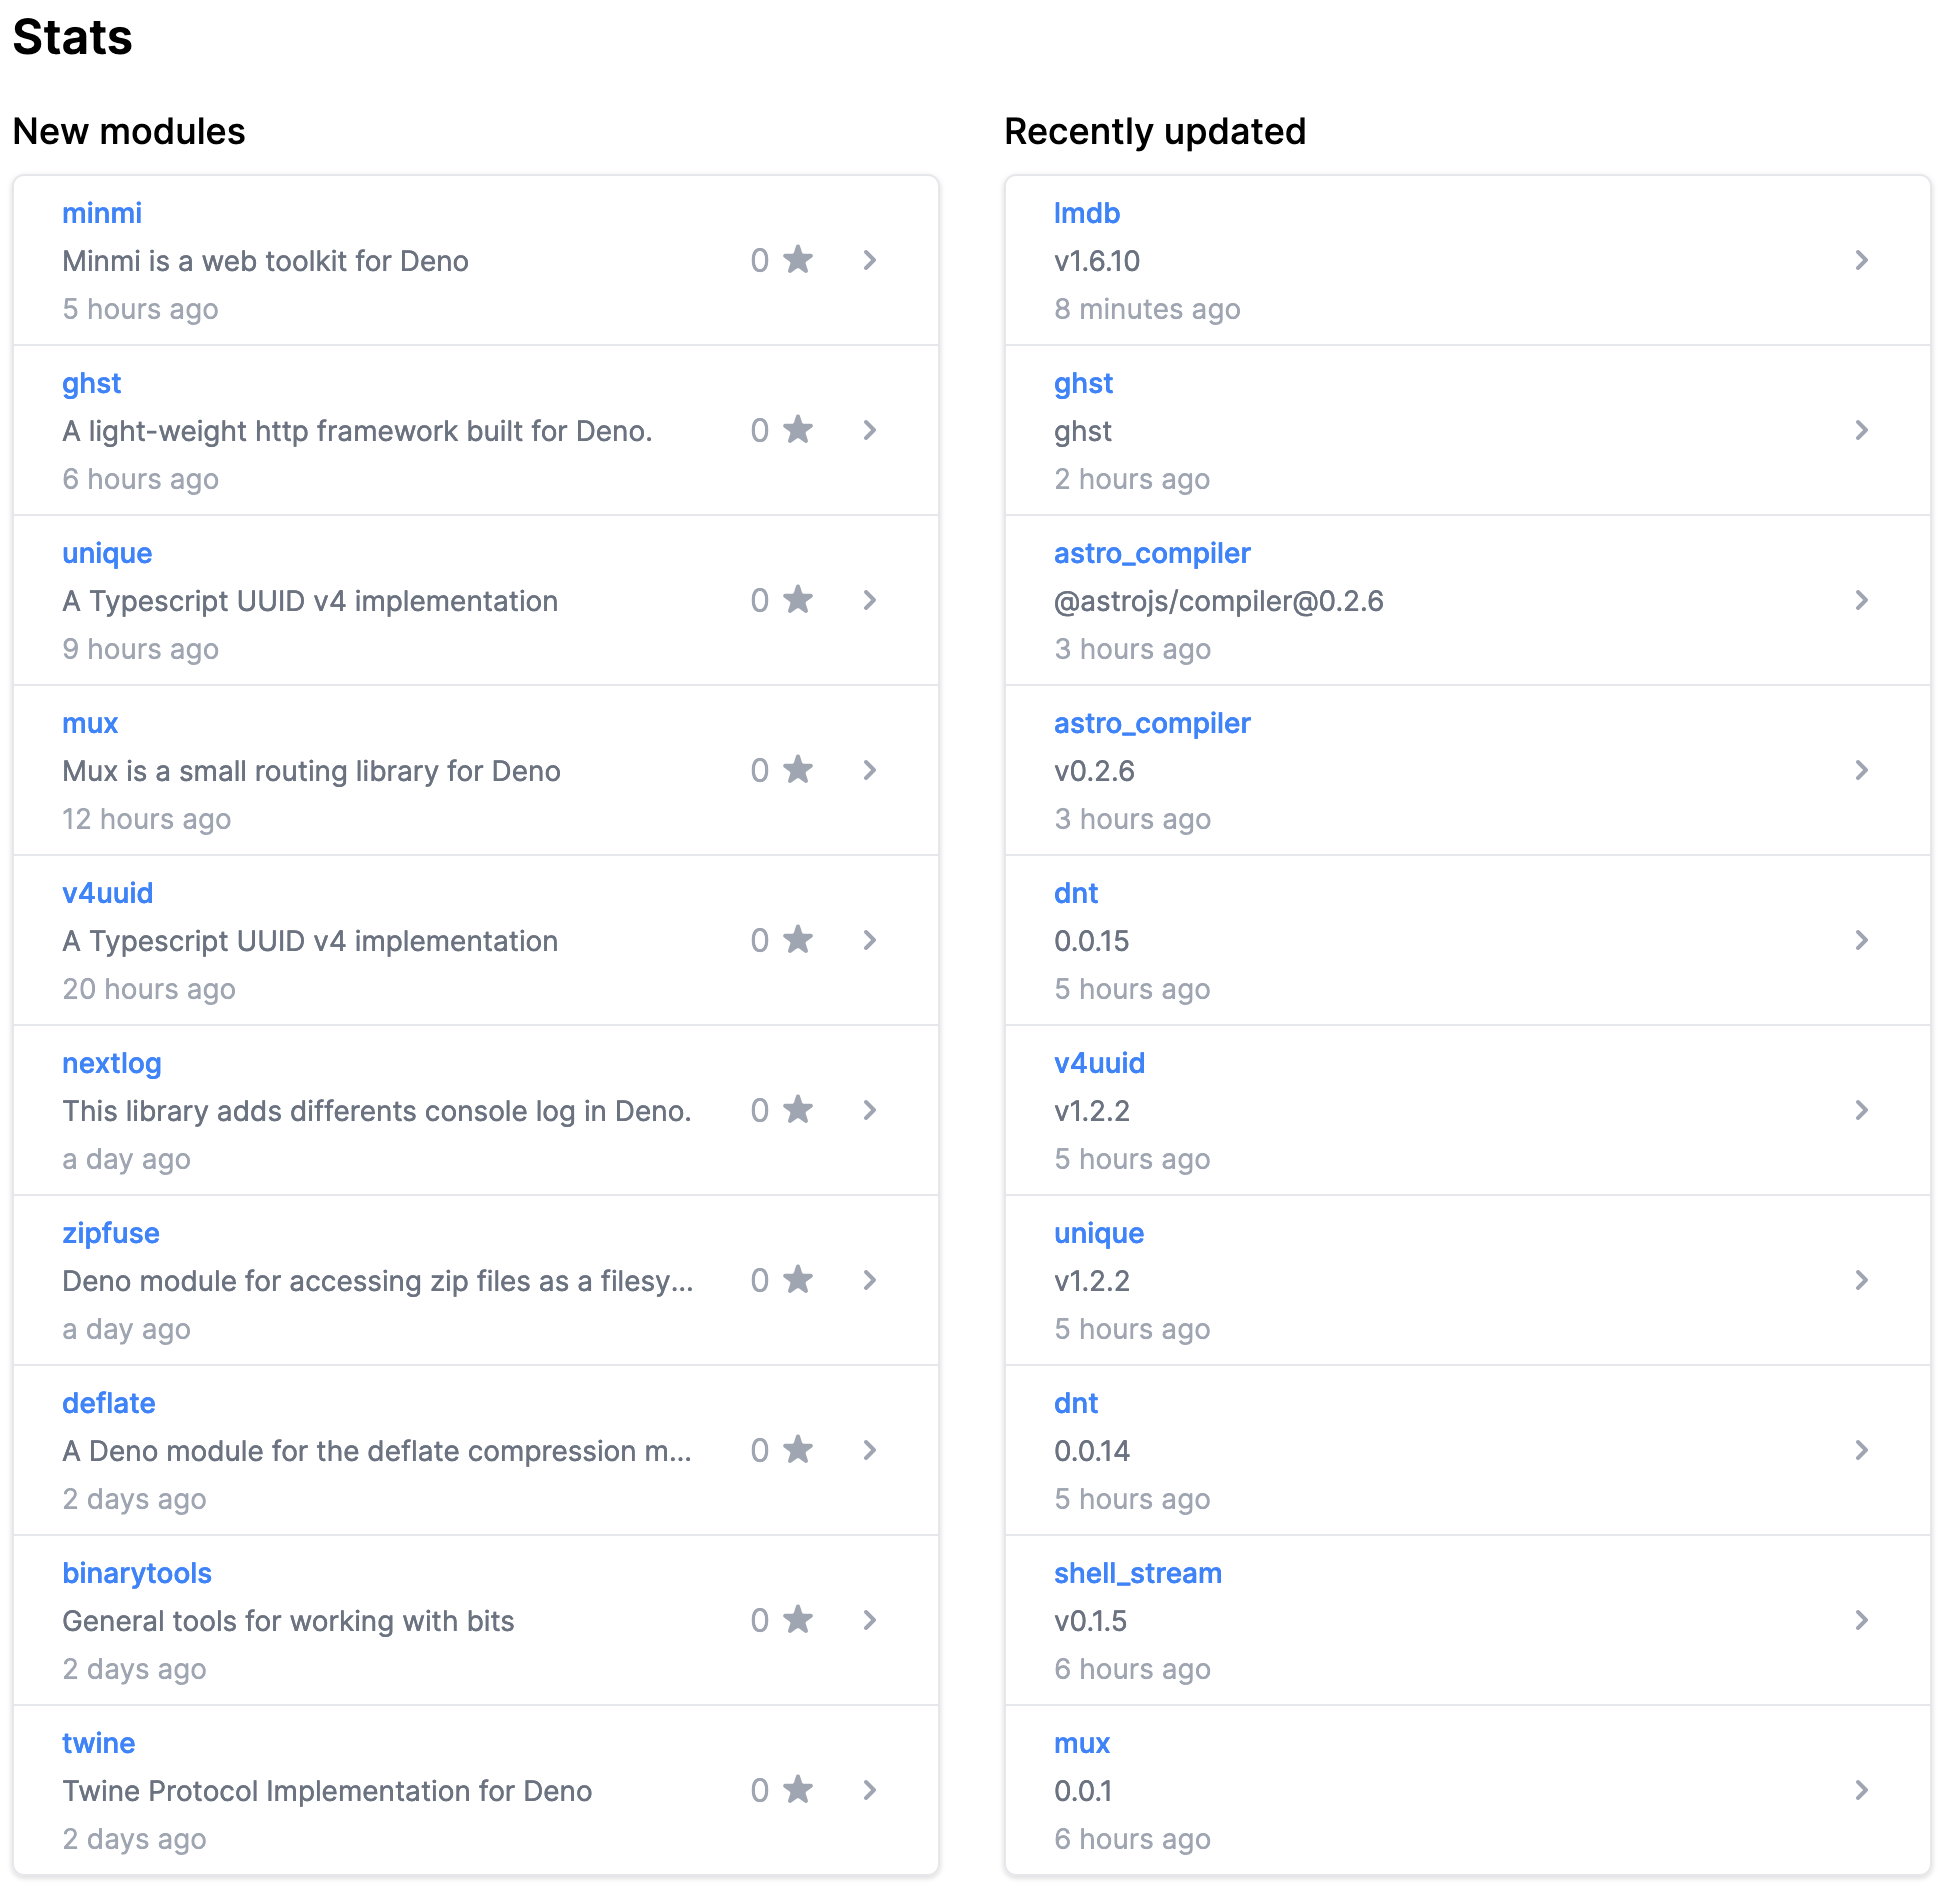 Stats
New modules
minmi
Minmi is a web toolkit for Deno
0
5 hours ago
ghst
A light-weight http framework built for Deno.
0
6 hours ago
unique
A Typescript UUID v4 implementation
0
9 hours ago
mux
Mux is a small routing library for Deno
0
12 hours ago
v4uuid
A Typescript UUID v4 implementation
0
20 hours ago
nextlog
This library adds differents console log in Deno.
0
a day ago
zipfuse
Deno module for accessing zip files as a filesy...
0
a day ago
deflate
A Deno module for the deflate compression m...
0
2 days ago
binarytools
General tools for working with bits
0
2 days ago
twine
Twine Protocol Implementation for Deno
0
2 days ago
Recently updated
lmdb
v1.6.10
8 minutes ago
ghst
ghst
2 hours ago
astro_compiler
@astrojs/compiler@0.2.6
3 hours ago
astro_compiler
v0.2.6
3 hours ago
dnt
0.0.15
5 hours ago
v4uuid
v1.2.2
5 hours ago
unique
v1.2.2
5 hours ago
dnt
0.0.14
5 hours ago
shell_stream
v0.1.5
6 hours ago
mux
0.0.1
6 hours ago